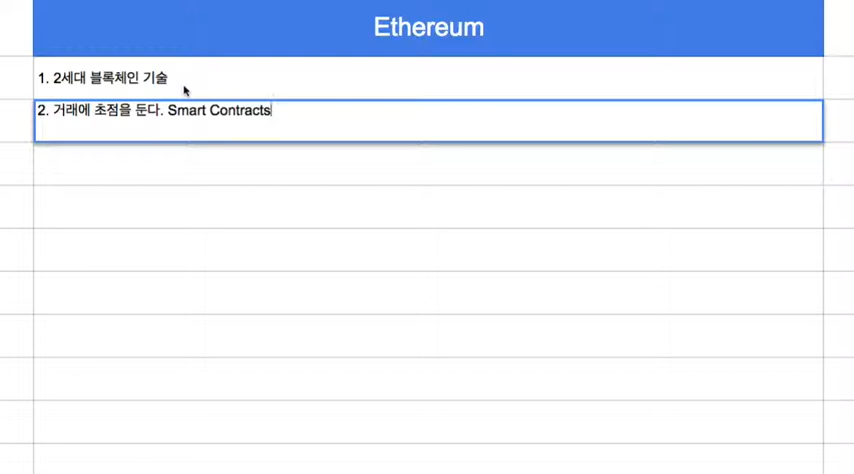 Ethereum
1. 2세대 블록체인 기술
2. 거래에 초점을 둔다. Smart Contracts